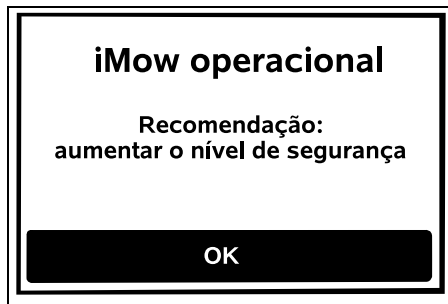 iMow operacional
Recomendação:
aumentar o nível de segurança
OK